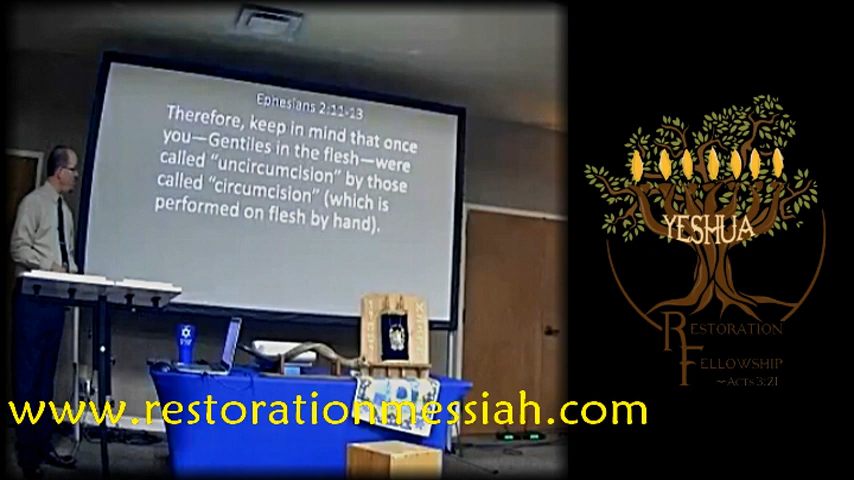 Ephesians 2:11-13
Therefore, keep in mind that once
you—Gentiles in the flesh—were
called "uncircumcision" by those
called "circumcision" (which is
performed on flesh by hand).
YESHUA
RESTORATION
FELLOWSHIP
~ACTS 3:21
www.restorationmessiah.com